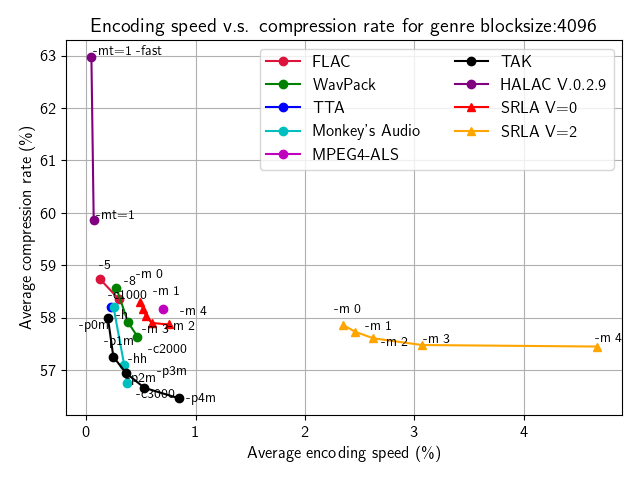 Encoding speed v.s. compression rate for genre blocksize:4096
Average compression rate (%)
63
62
61
60
59
58
57
FLAC
WavPack
TTA
Monkey's Audio
MPEG4-ALS
TAK
HALAC V.0.2.9
SRLA V=0
SRLA V=2
-mt=1 -fast
-mt=1
-5
-8
-m 0
-m 1
-m 4
-m 3
-h
-p0m
-p1m
-c2000
-hh
-p3m
-c3000
-p4m
-m 0
-m 1
-m 2
-m 3
-m 4
0
1
2
3
4
Average encoding speed (%)